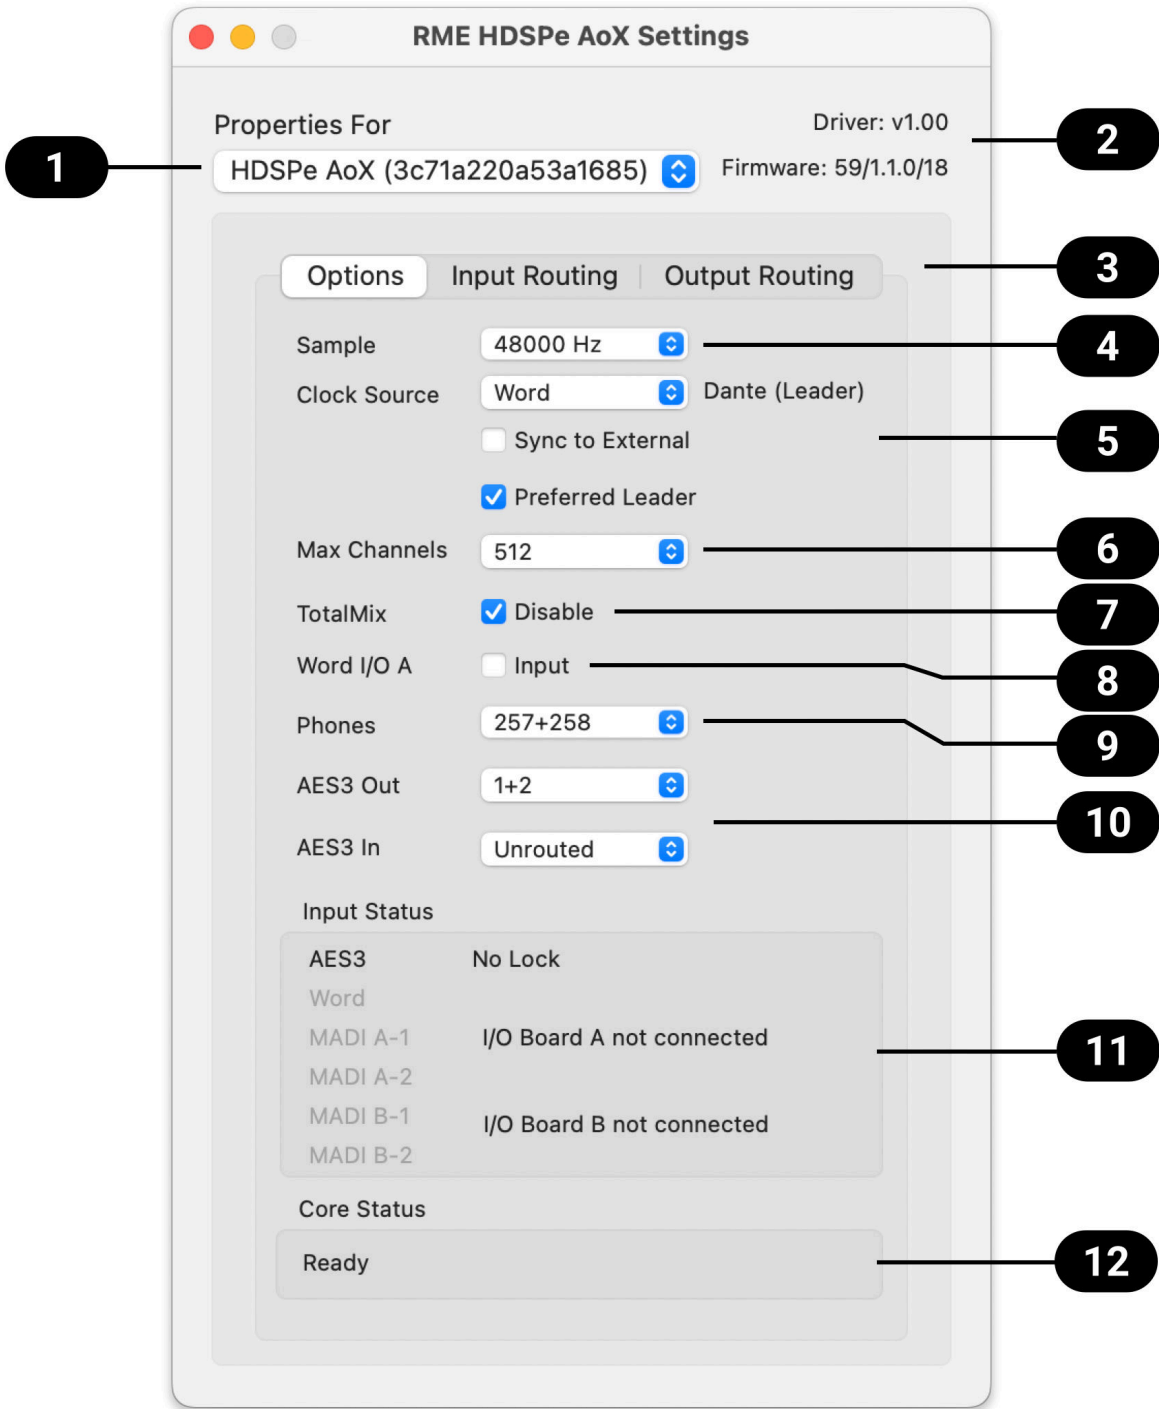 RME HDSPe AoX Settings
Properties For
Driver: v1.00
2
1
HDSPe AoX (3c71a220a53a1685)
Firmware: 59/1.1.0/18
Options Input Routing Output Routing
3
Sample 48000 Hz
4
Clock Source Word Dante (Leader)
Sync to External
5
Preferred Leader
Max Channels 512
6
TotalMix Disable
7
Word I/O A Input
8
Phones 257+258
9
AES3 Out 1+2
10
AES3 In Unrouted
Input Status
AES3 No Lock
Word
MADI A-1 I/O Board A not connected
11
MADI A-2
MADI B-1 I/O Board B not connected
MADI B-2
Core Status
Ready
12